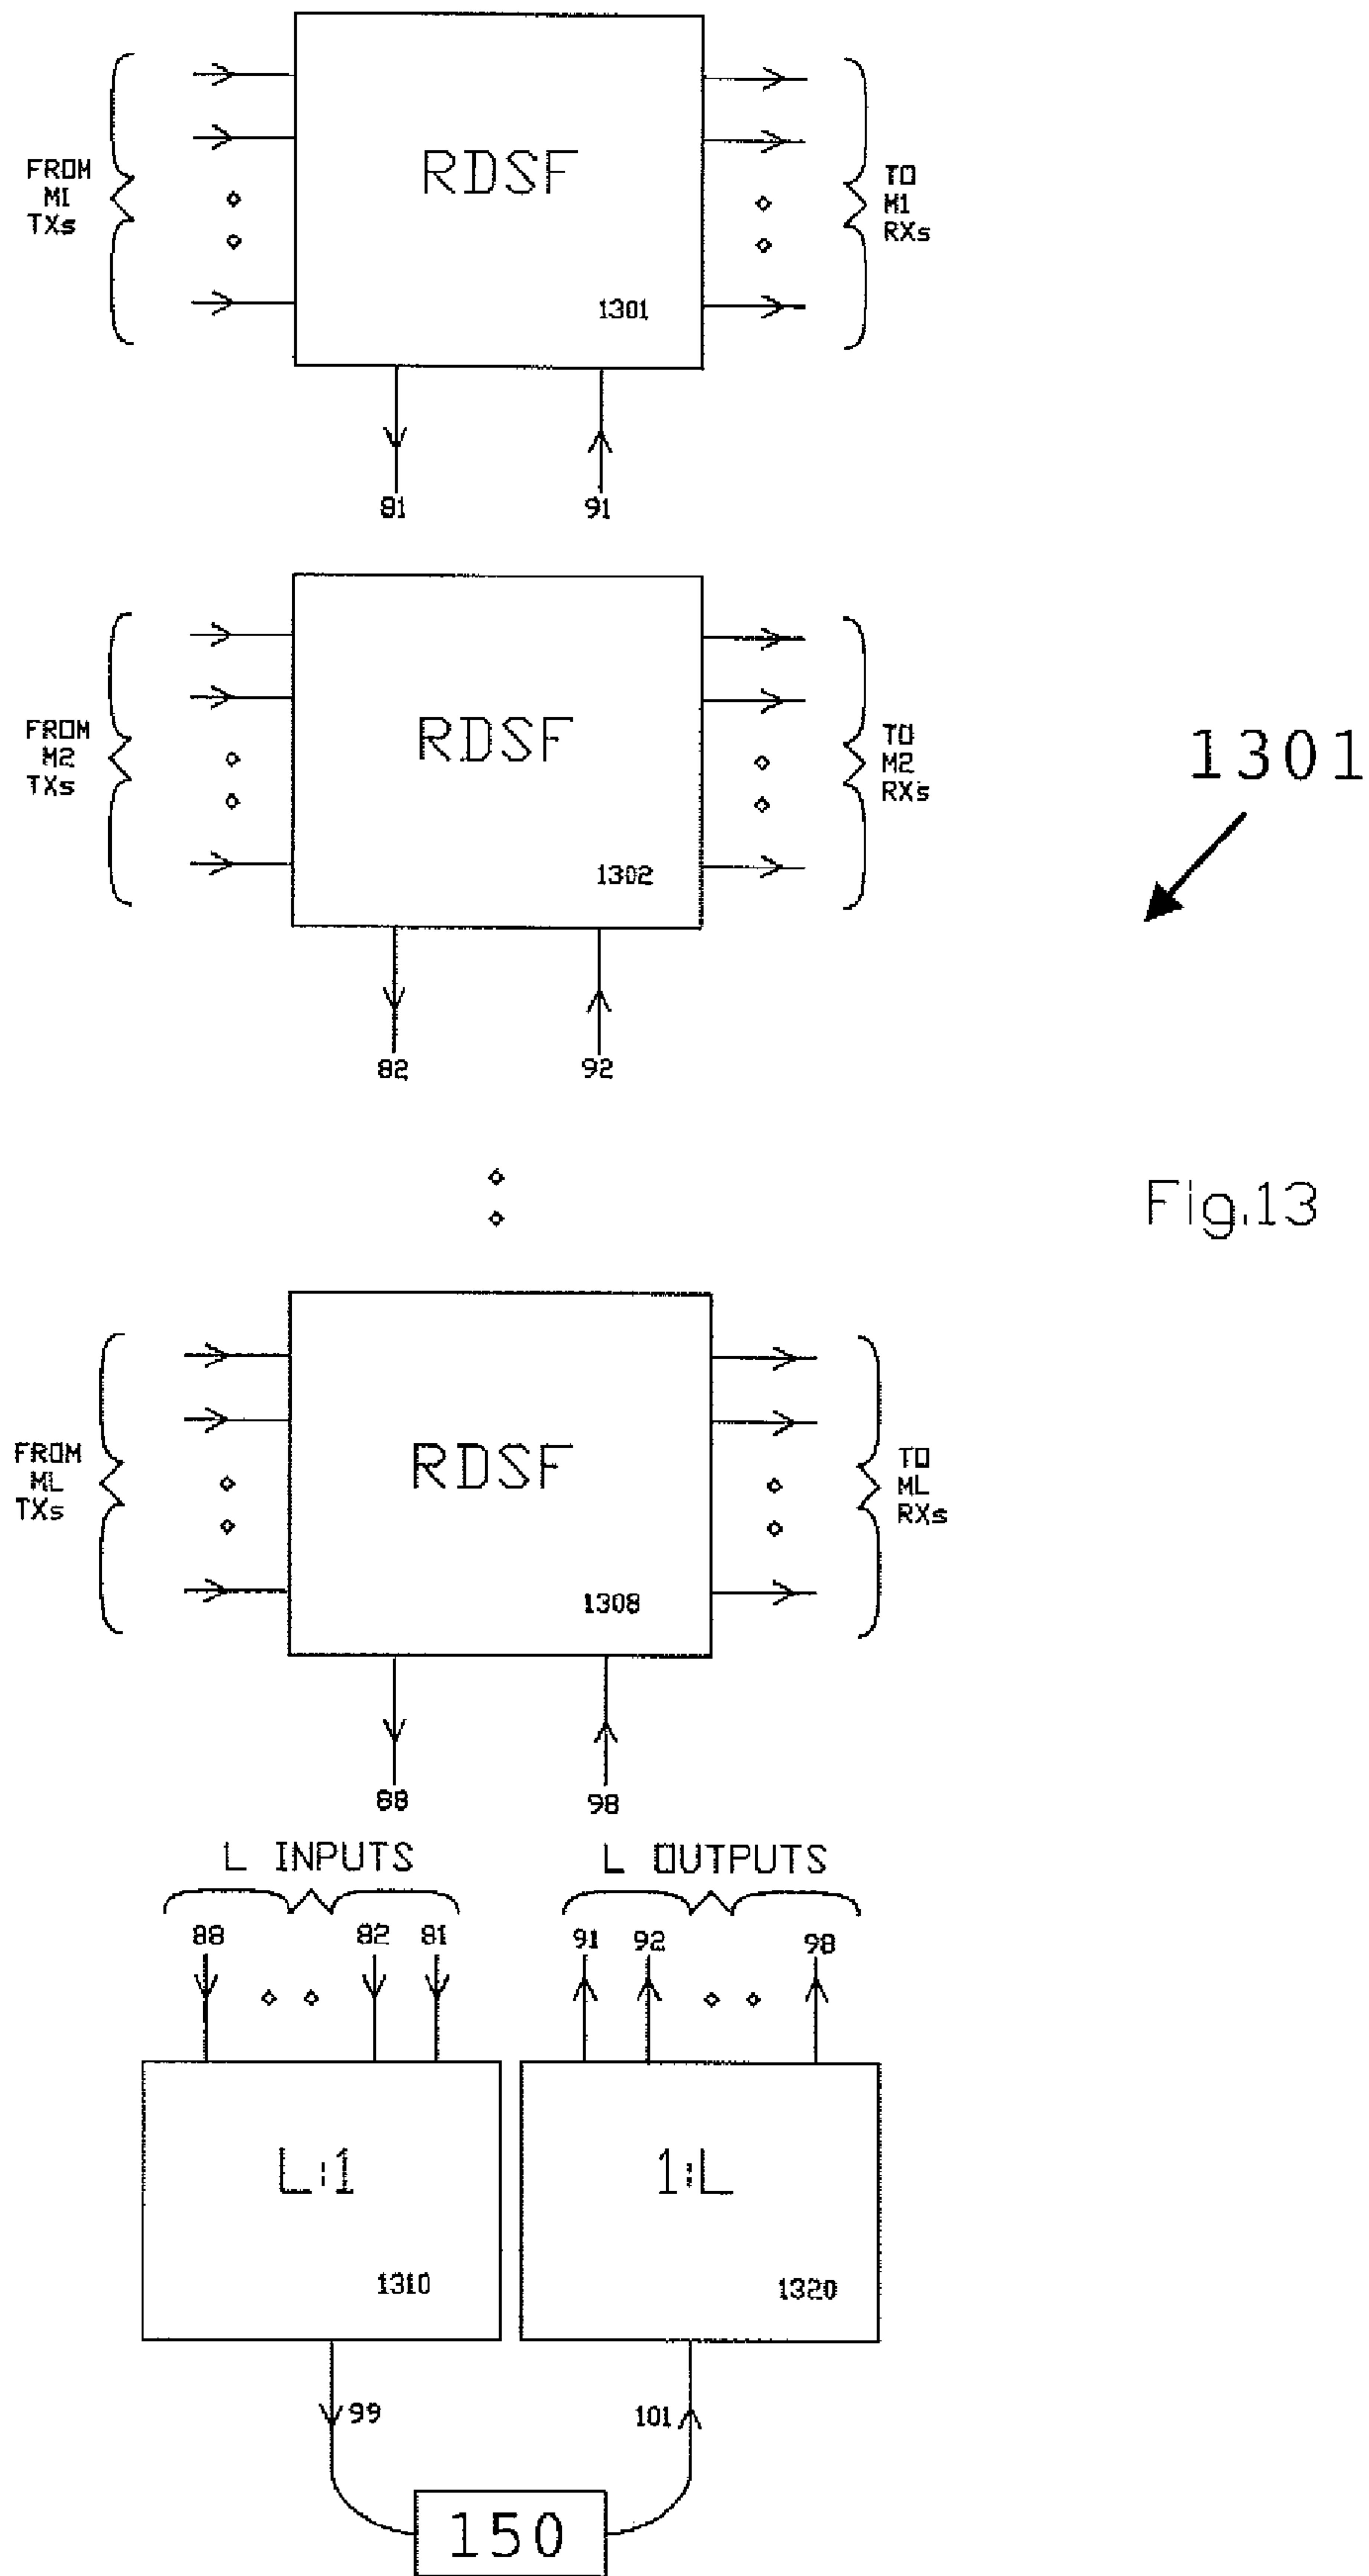 FROM
M1
TXs
RDSF
1301
TO
M1
RXs
81
91
FROM
M2
TXs
RDSF
1302
TO
M2
RXs
82
92
1301
Fig.13
FROM
ML
TXs
RDSF
1308
TO
ML
RXs
88
98
L INPUTS
L OUTPUTS
88
82
81
91
92
98
L:1
1310
1:L
1320
99
101
150